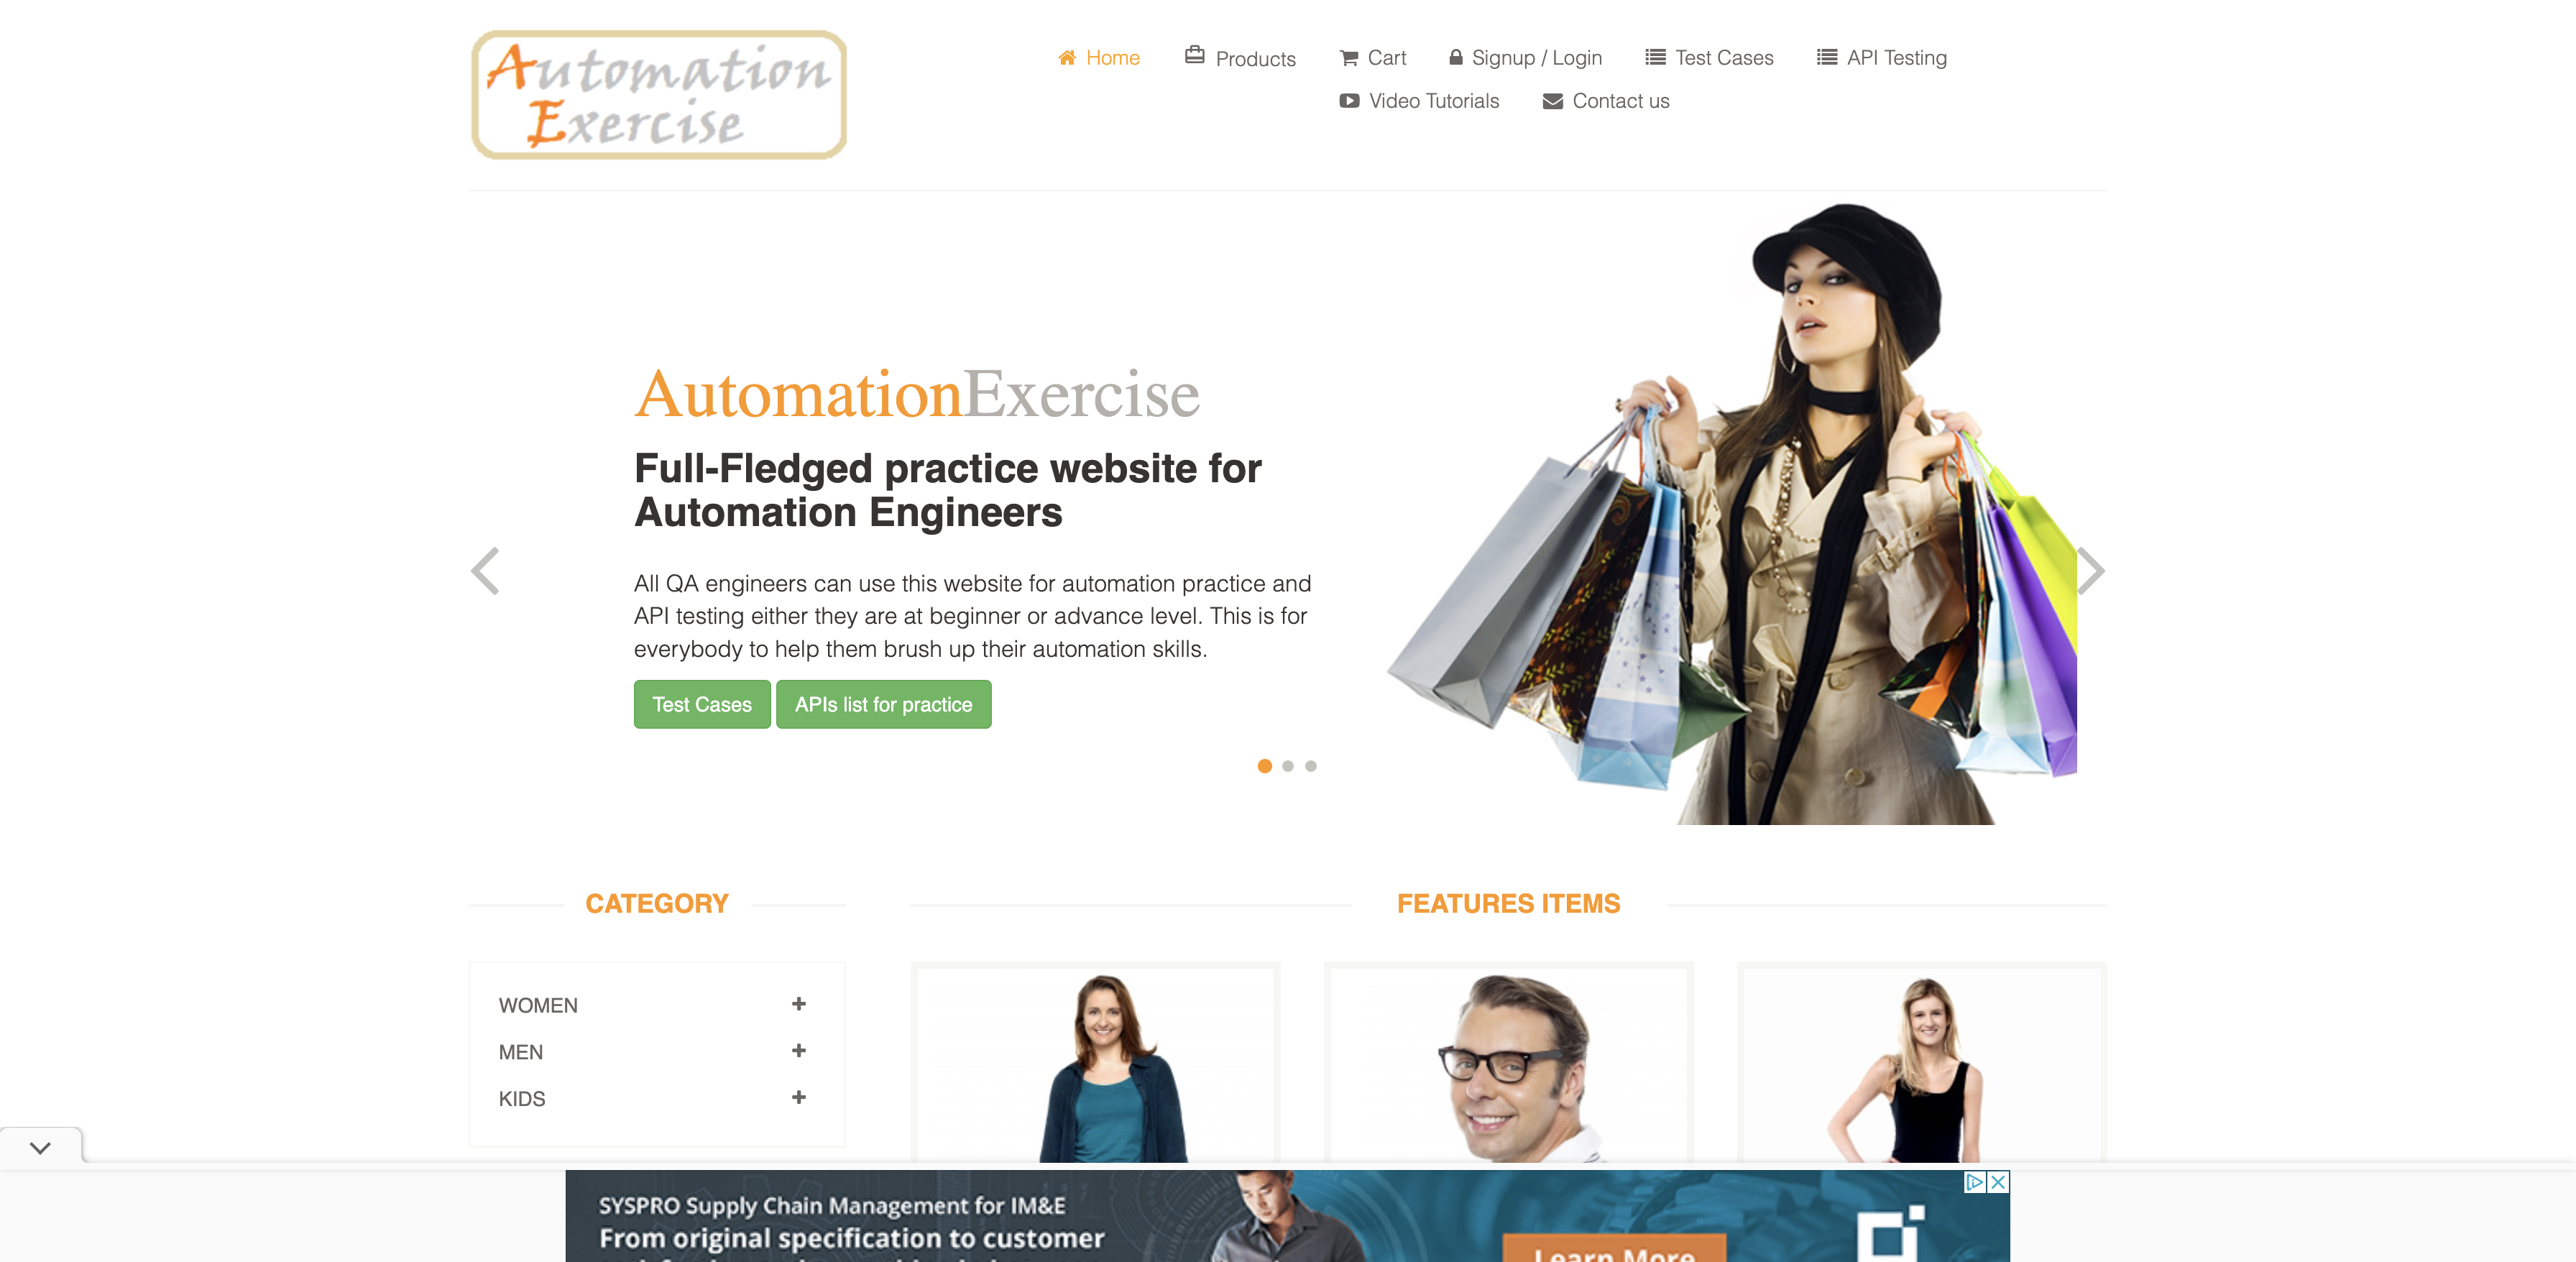 Automation
Exercise
Home
Products
Cart
Signup / Login
Test Cases
API Testing
Video Tutorials
Contact us
AutomationExercise
Full-Fledged practice website for
Automation Engineers
All QA engineers can use this website for automation practice and
API testing either they are at beginner or advance level. This is for
everybody to help them brush up their automation skills.
Test Cases
APIs list for practice
CATEGORY
FEATURES ITEMS
WOMEN
MEN
KIDS
SYSPRO Supply Chain Management for IM&E
From original specification to customer
Learn More